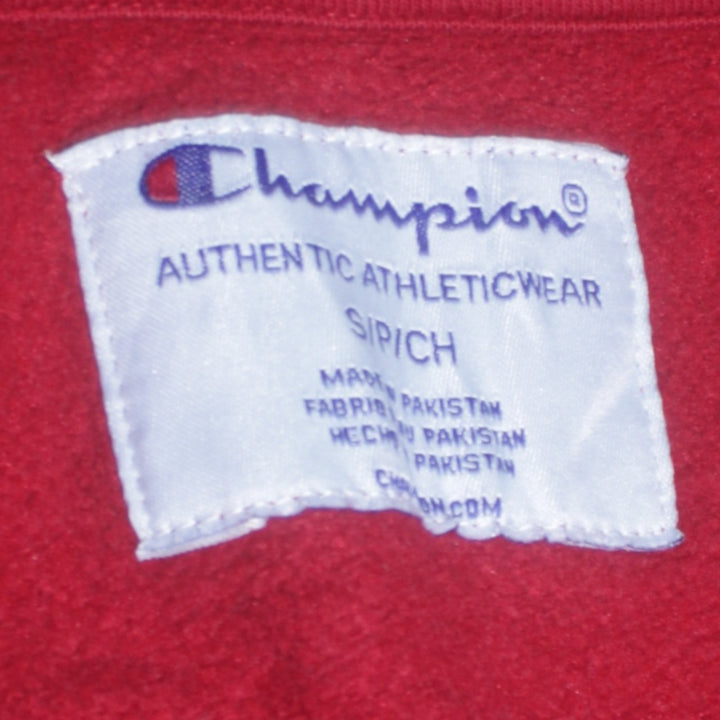 Champion®
AUTHENTIC ATHLETICWEAR
S/P/CH
PAKISTAN
PAKISTAN
PAKISTAN